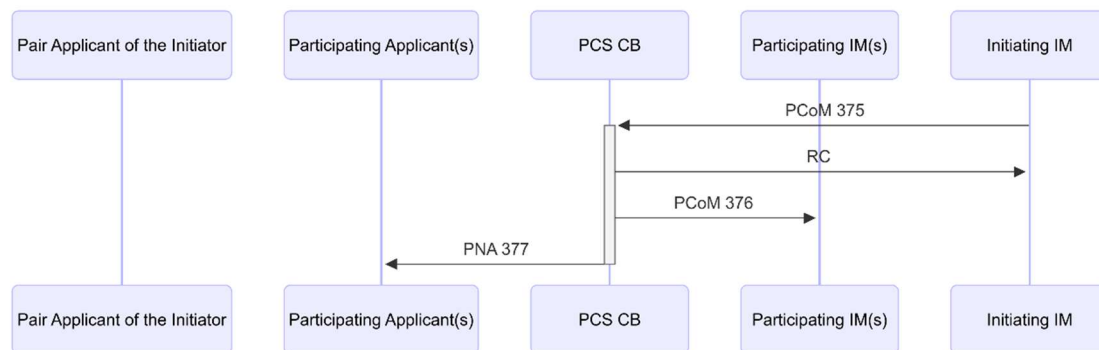 Pair Applicant of the Initiator
Participating Applicant(s)
PCS CB
Participating IM(s)
Initiating IM
PCoM 375
RC
PCoM 376
PNA 377
Pair Applicant of the Initiator
Participating Applicant(s)
PCS CB
Participating IM(s)
Initiating IM